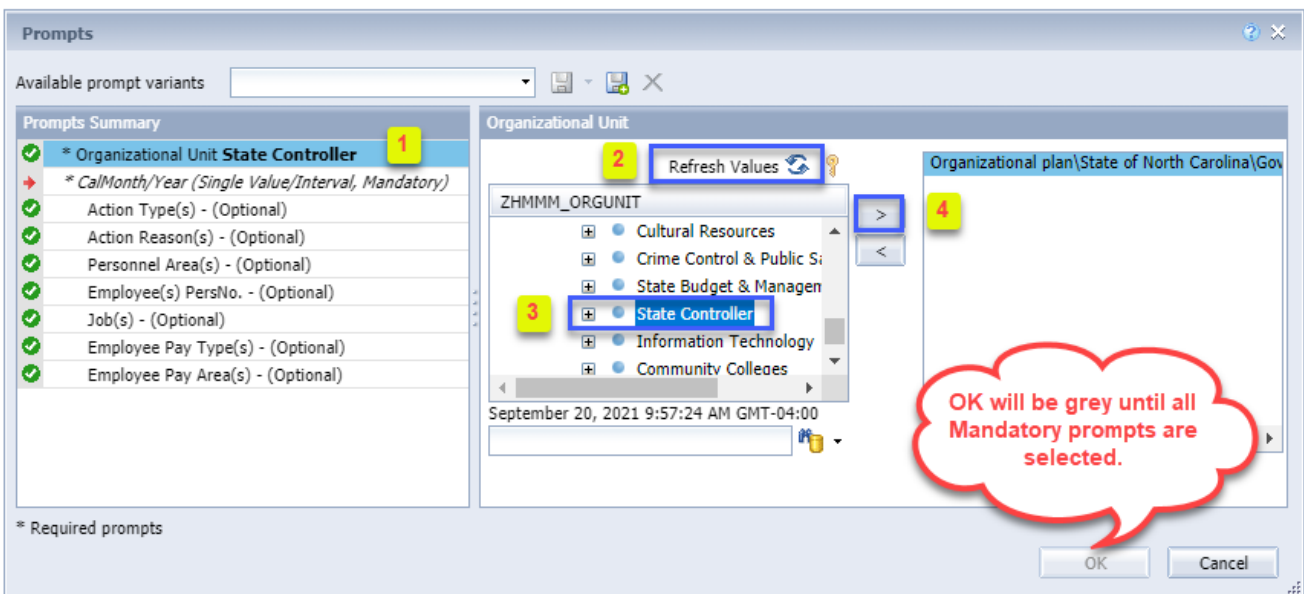 Prompts
Available prompt variants
Prompts Summary
* Organizational Unit State Controller
1
* CalMonth/Year (Single Value/Interval, Mandatory)
Action Type(s) - (Optional)
Action Reason(s) - (Optional)
Personnel Area(s) - (Optional)
Employee(s) PersNo. - (Optional)
Job(s) - (Optional)
Employee Pay Type(s) - (Optional)
Employee Pay Area(s) - (Optional)
Organizational Unit
2
Refresh Values
ZHMMM_ORGUNIT
Cultural Resources
Crime Control & Public Sa
State Budget & Managem
3
State Controller
Information Technology
Community Colleges
September 20, 2021 9:57:24 AM GMT-04:00
>
4
<
Organizational plan\State of North Carolina\Gov
OK will be grey until all
Mandatory prompts are
selected.
* Required prompts
OK
Cancel